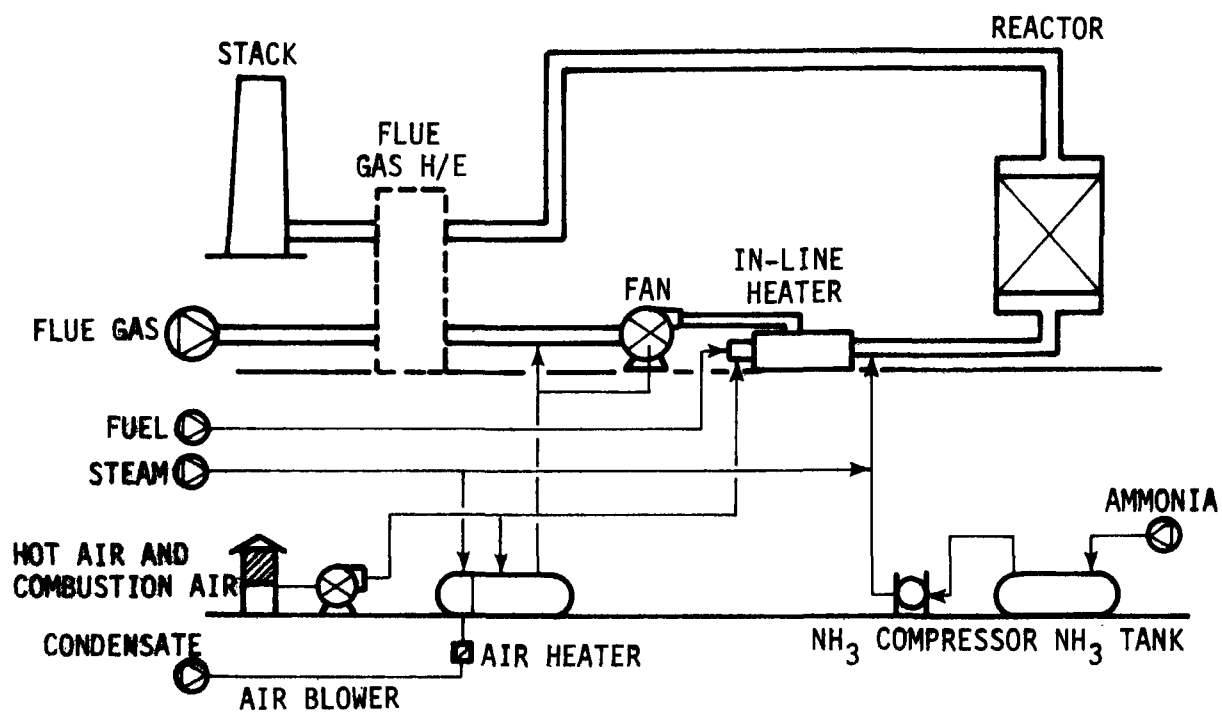 REACTOR
STACK
FLUE
GAS H/E
IN-LINE
HEATER
FAN
FLUE GAS
FUEL
STEAM
AMMONIA
HOT AIR AND
COMBUSTION AIR
NH3 COMPRESSOR
NH3 TANK
CONDENSATE
AIR HEATER
AIR BLOWER